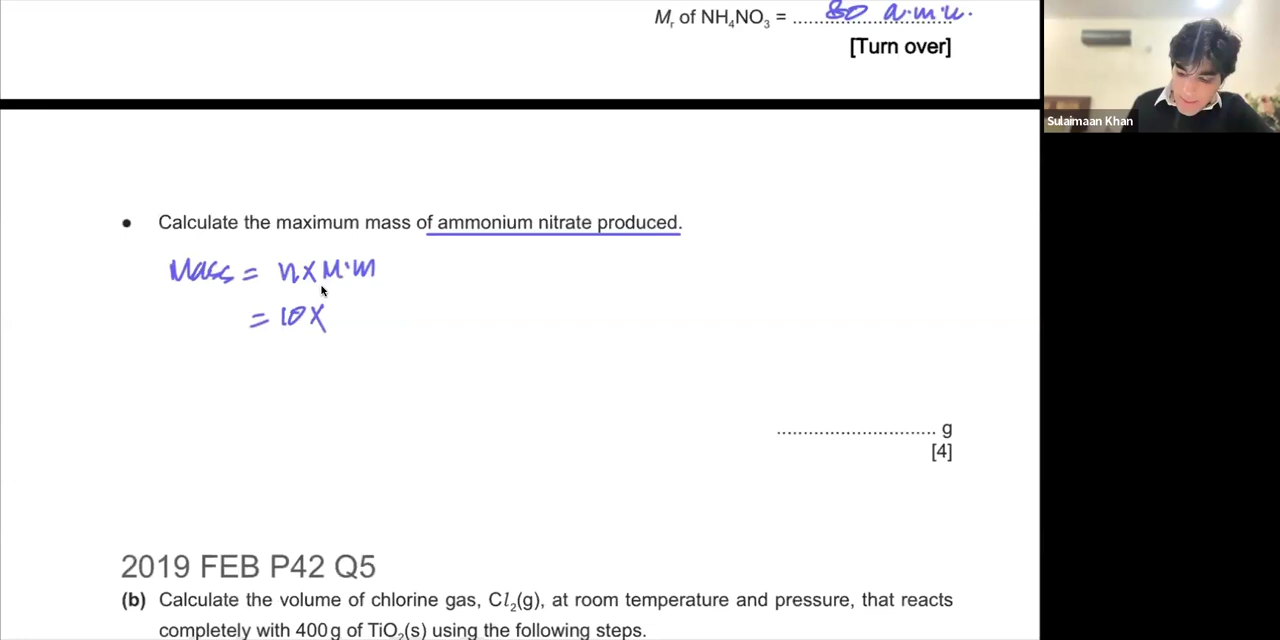 Mr of NH4NO3 = ........80 a.m.u.
[Turn over]
Sulaimaan Khan
• Calculate the maximum mass of ammonium nitrate produced.
Mass = n x M.m
= 10 x
................................ g
[4]
2019 FEB P42 Q5
(b) Calculate the volume of chlorine gas, Cl2(g), at room temperature and pressure, that reacts
completely with 400 g of TiO2(s) using the following steps.